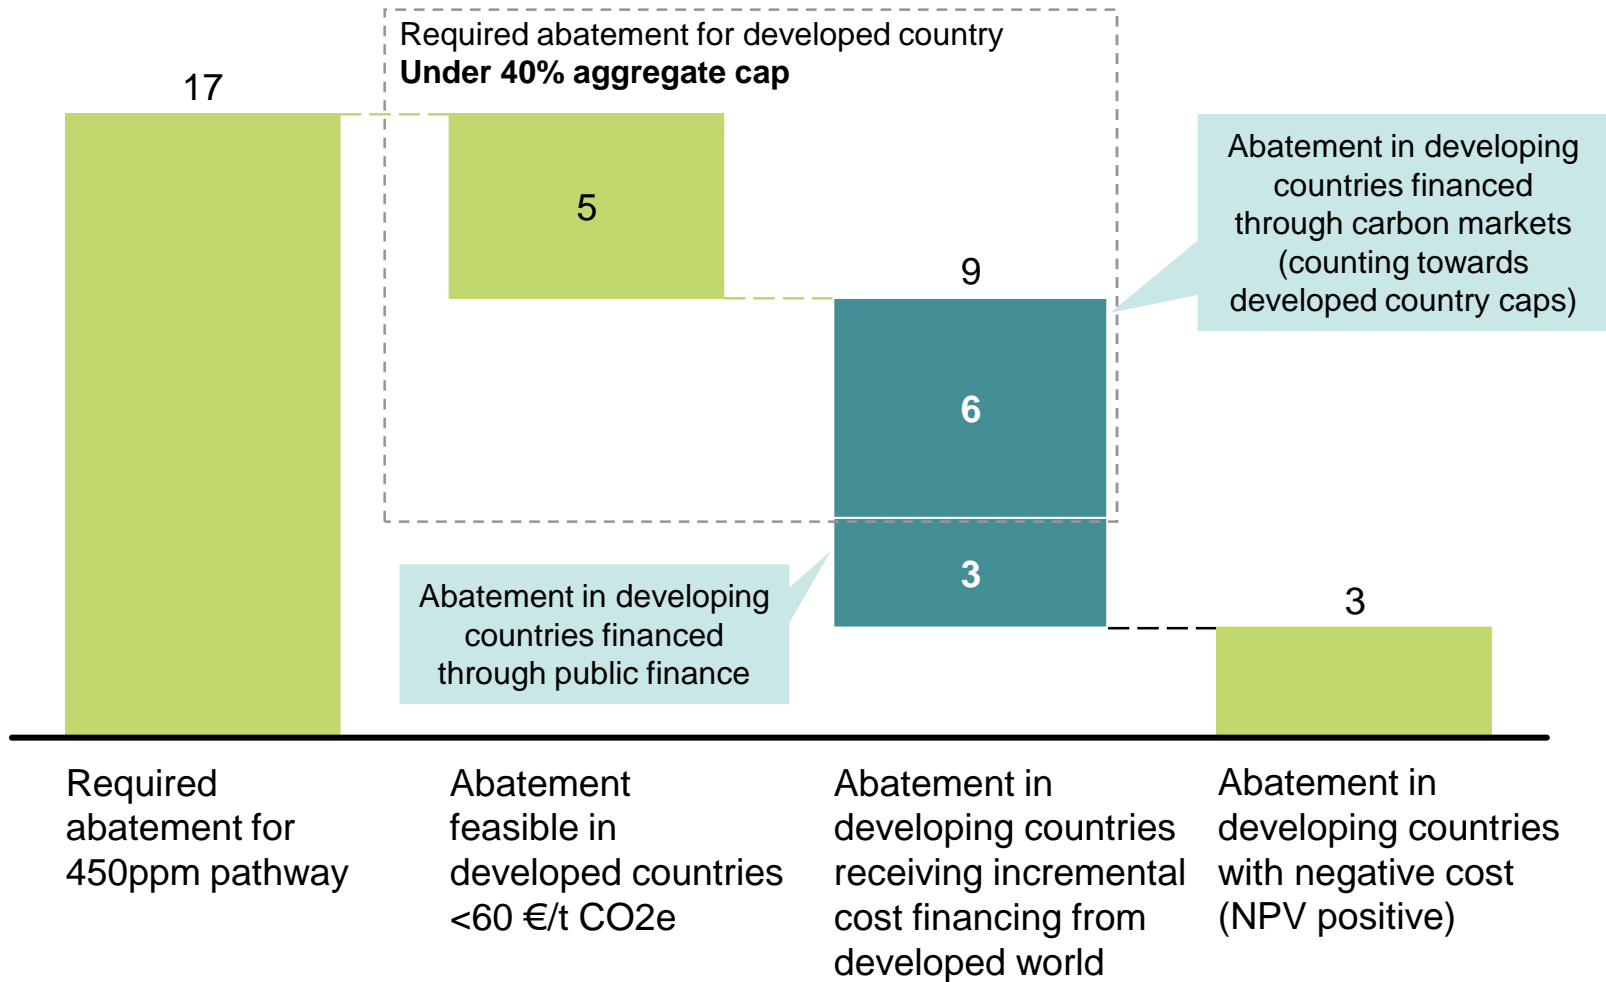 Required abatement for developed country
Under 40% aggregate cap
17
5
9
6
3
3
Abatement in developing
countries financed
through carbon markets
(counting towards
developed country caps)
Abatement in developing
countries financed
through public finance
Required
abatement for
450ppm pathway
Abatement
feasible in
developed countries
<60 €/t CO2e
Abatement in
developing countries
receiving incremental
cost financing from
developed world
Abatement in
developing countries
with negative cost
(NPV positive)